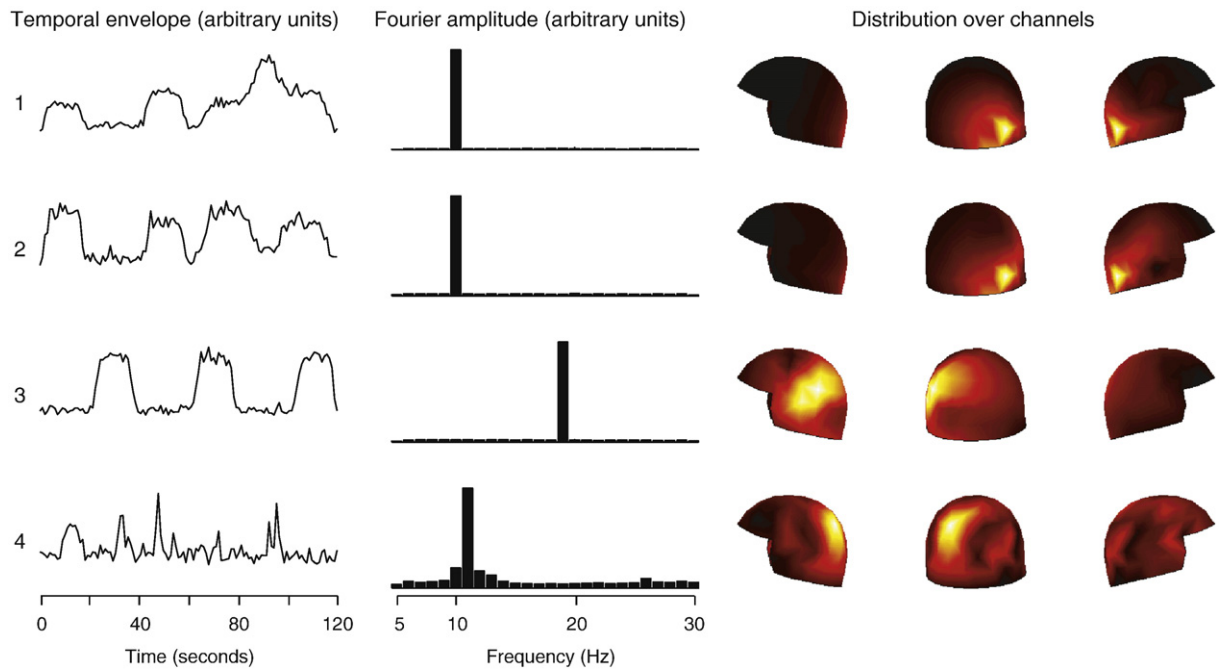 Temporal envelope (arbitrary units) Fourier amplitude (arbitrary units) Distribution over channels
1
2
3
4
0 40 80 120 5 10 20 30
Time (seconds) Frequency (Hz)